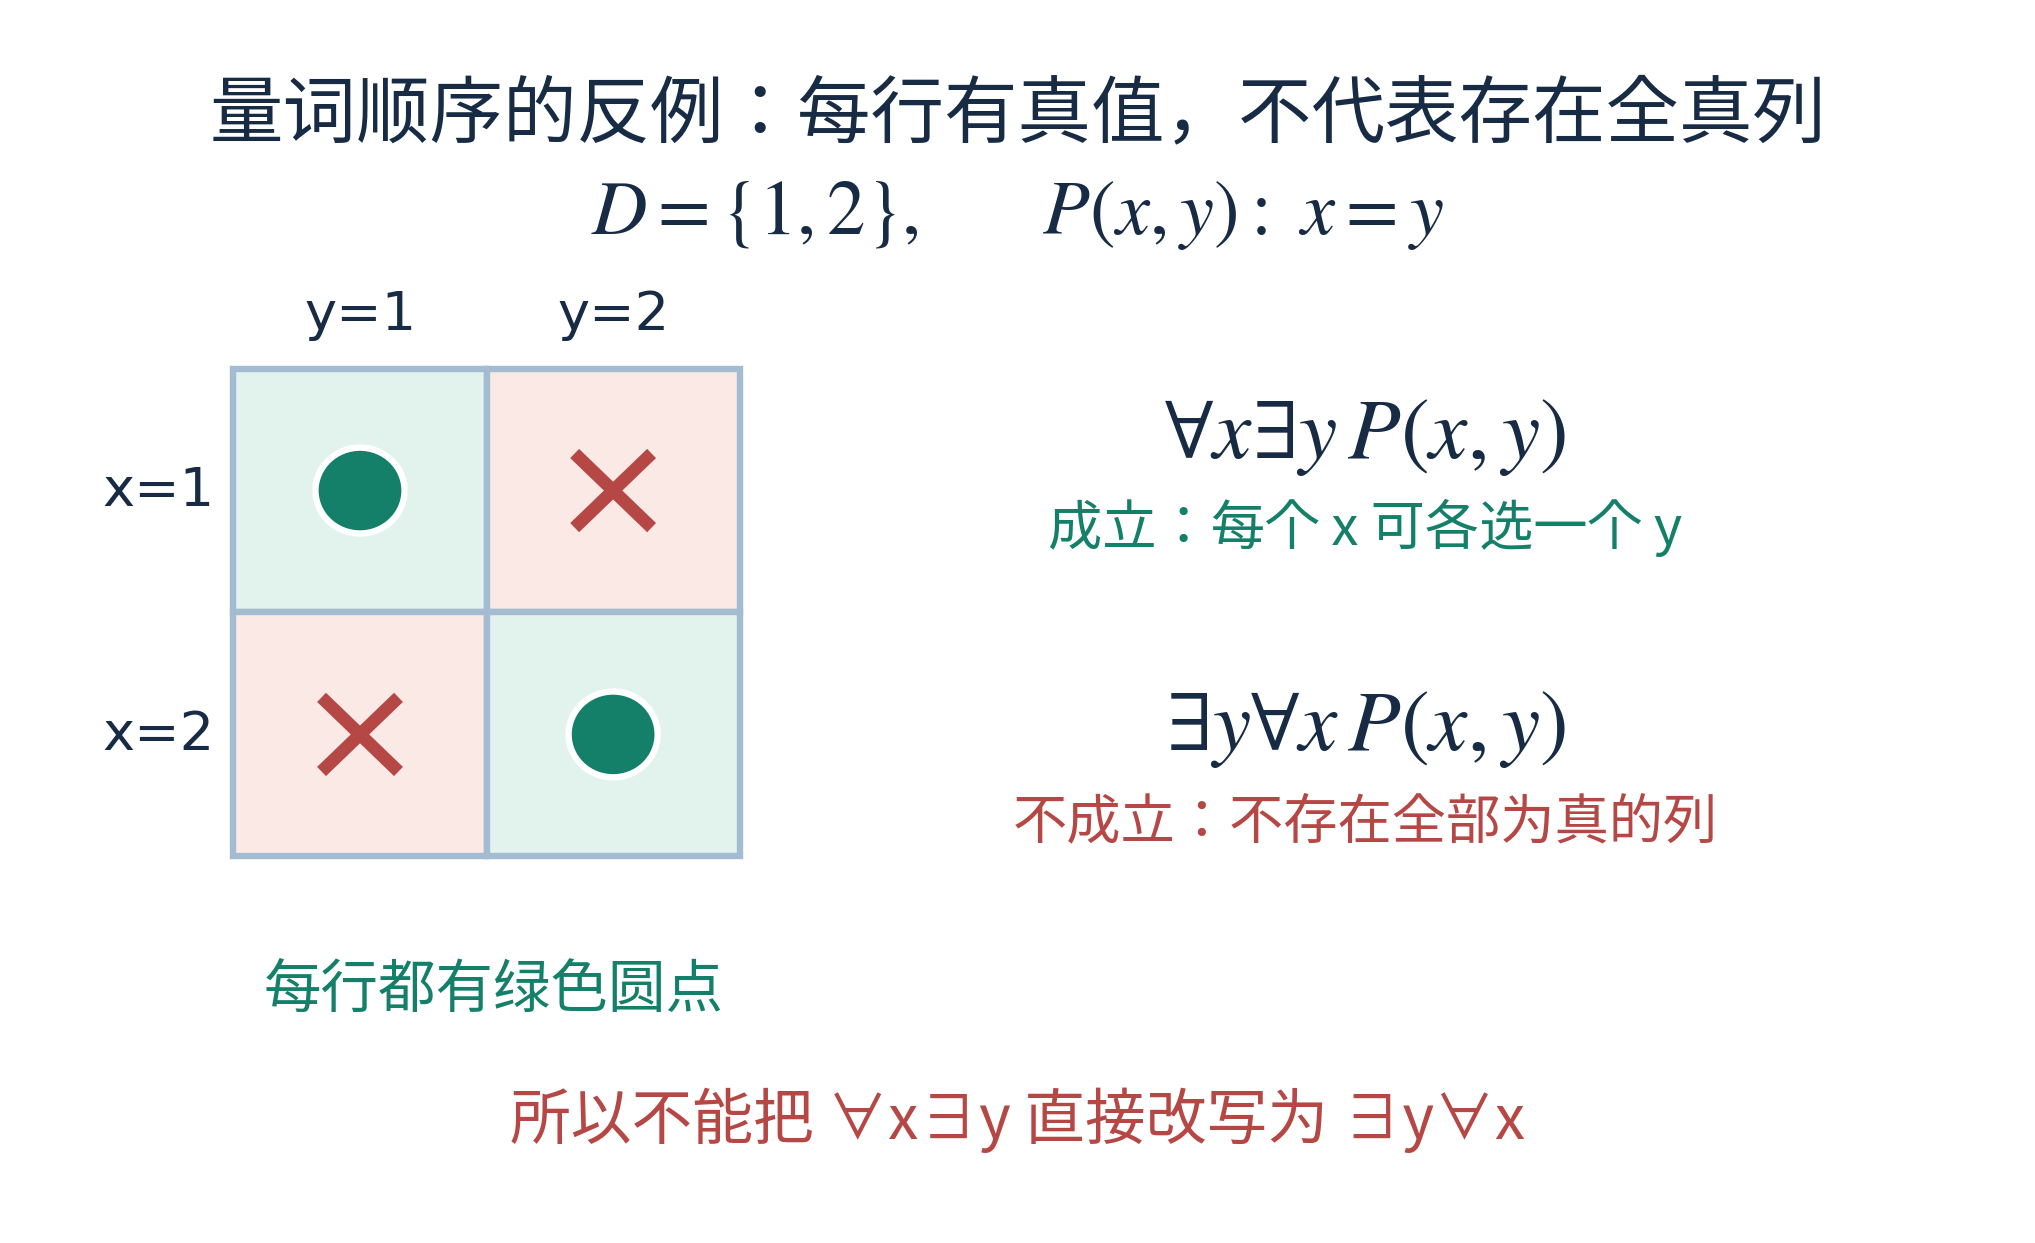 量词顺序的反例：每行有真值，不代表存在全真列
D = {1, 2},  P(x, y) : x = y
y=1 y=2
x=1
x=2
∀x∃y P(x, y)
成立：每个 x 可各选一个 y
∃y∀x P(x, y)
不成立：不存在全部为真的列
每行都有绿色圆点
所以不能把 ∀x∃y 直接改写为 ∃y∀x